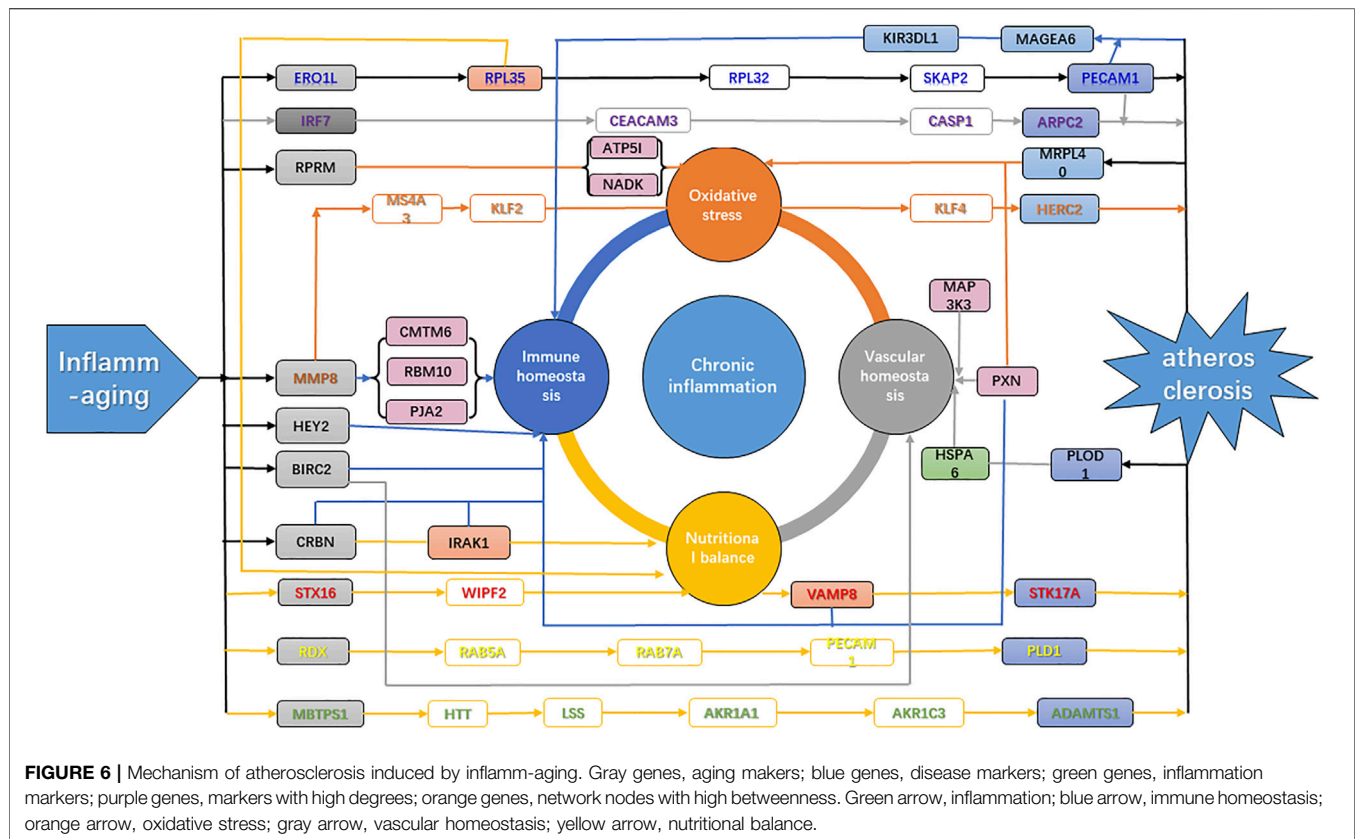 KIR3DL1
MAGEA6
ERO1L
RPL35
RPL32
SKAP2
PECAM1
IRF7
CEACAM3
CASP1
ARPC2
ATP5I
RPRM
MRPL4
0
NADK
Oxidative
stress
MS4A
3
KLF2
KLF4
HERC2
MAP
3K3
CMTM6
Inflamm
-aging
MMP8
RBM10
Immune
homeosta
sis
Chronic
inflammation
Vascular
homeostasi
s
PXN
atheros
clerosis
PJA2
HEY2
BIRC2
HSPA
6
PLOD
1
CRBN
IRAK1
Nutritiona
l balance
STX16
WIPF2
VAMP8
STK17A
RDX
RAB5A
RAB7A
PECAM
1
PLD1
MBTPS1
HTT
LSS
AKR1A1
AKR1C3
ADAMTS1
FIGURE 6 | Mechanism of atherosclerosis induced by inflamm-aging. Gray genes, aging makers; blue genes, disease markers; green genes, inflammation
markers; purple genes, markers with high degrees; orange genes, network nodes with high betweenness. Green arrow, inflammation; blue arrow, immune homeostasis;
orange arrow, oxidative stress; gray arrow, vascular homeostasis; yellow arrow, nutritional balance.